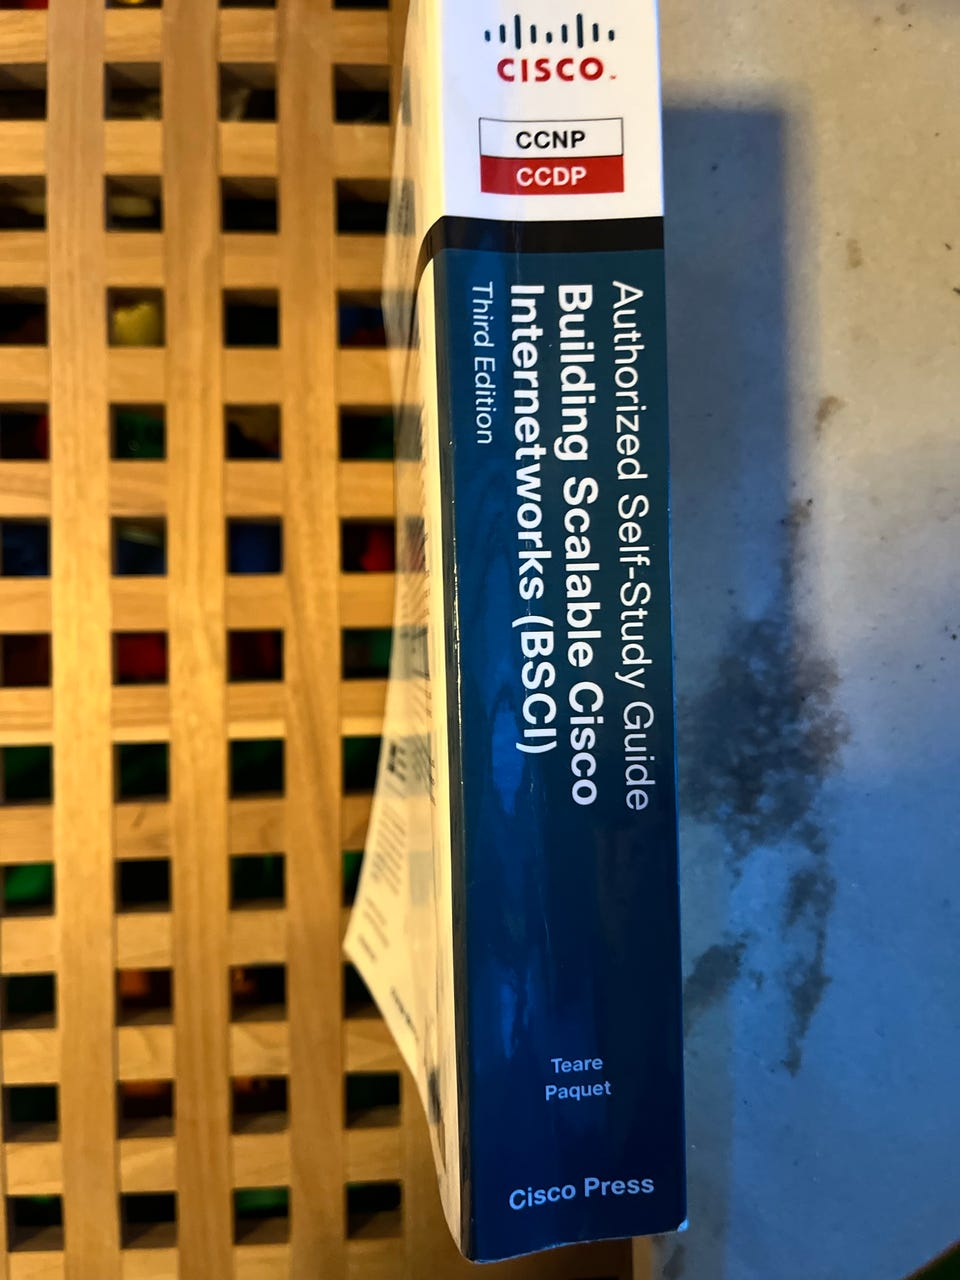 CISCO
CCNP
CCDP
Authorized Self-Study Guide
Building Scalable Cisco
Internetworks (BSCI)
Third Edition
Teare
Paquet
Cisco Press